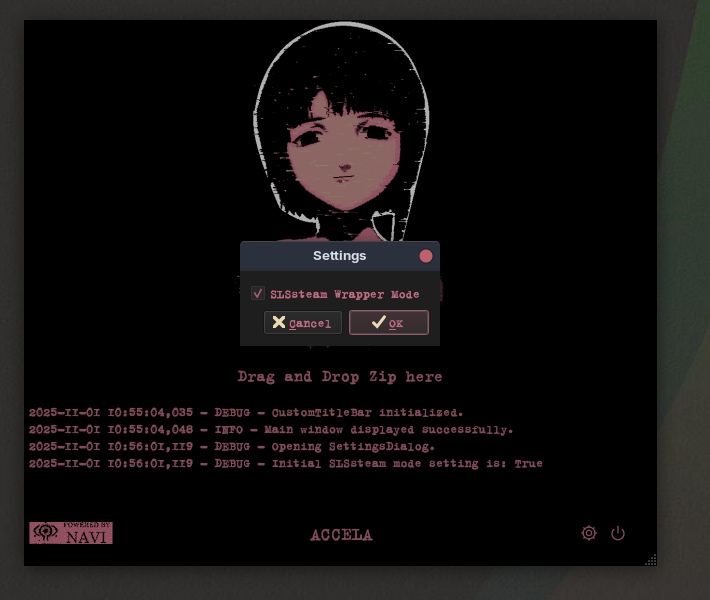 Settings
SLSsteam Wrapper Mode
Cancel
OK
Drag and Drop Zip here
2025-11-01 10:55:04,035 - DEBUG - CustomTitleBar initialized.
2025-11-01 10:55:04,048 - INFO - Main window displayed successfully.
2025-11-01 10:56:01,119 - DEBUG - Opening SettingsDialog.
2025-11-01 10:56:01,119 - DEBUG - Initial SLSsteam mode setting is: True
POWERED BY
NAVI
ACCELA